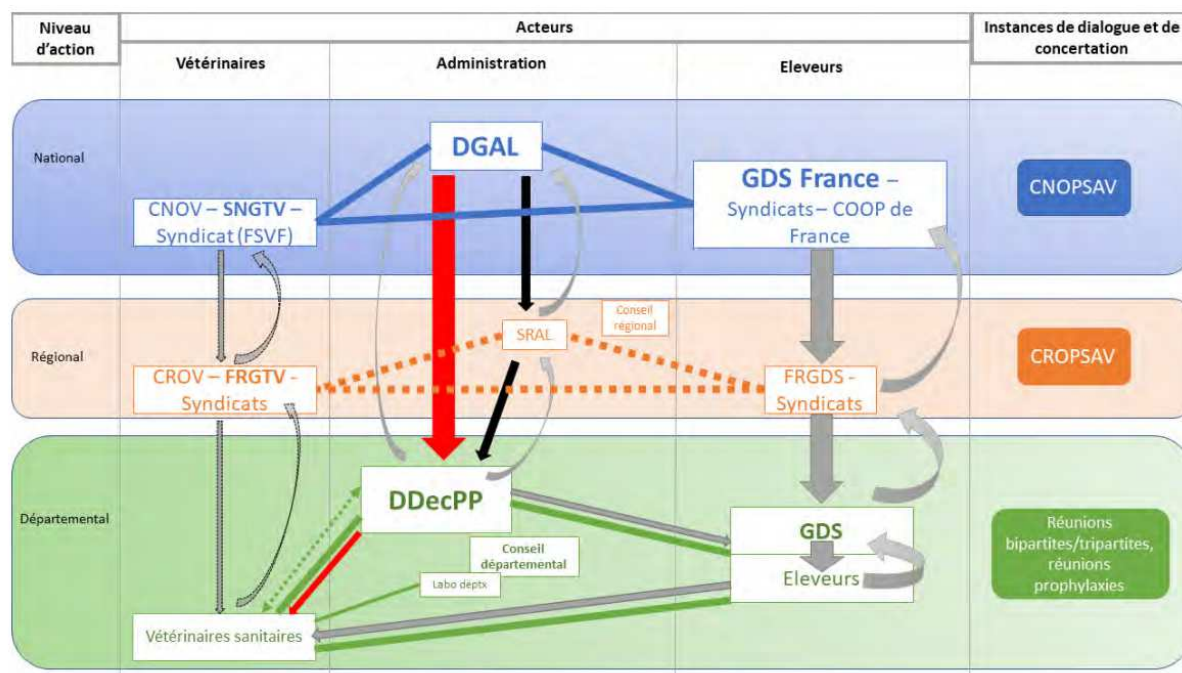 Niveau
d'action
Acteurs
Instances de dialogue et de
concertation
Vétérinaires
Administration
Eleveurs
National
DGAL
CNOV – SNGTV –
Syndicat (FSVF)
GDS France –
Syndicats – COOP de
France
CNOPSAV
Régional
SRAL
Conseil
régional
CROV – FRGTV -
Syndicats
FRGDS -
Syndicats
CROPSAV
Départemental
DDecPP
Conseil
départemental
Labo deptx
Vétérinaires sanitaires
GDS
Eleveurs
Réunions
bipartites/tripartites,
réunions
prophylaxies